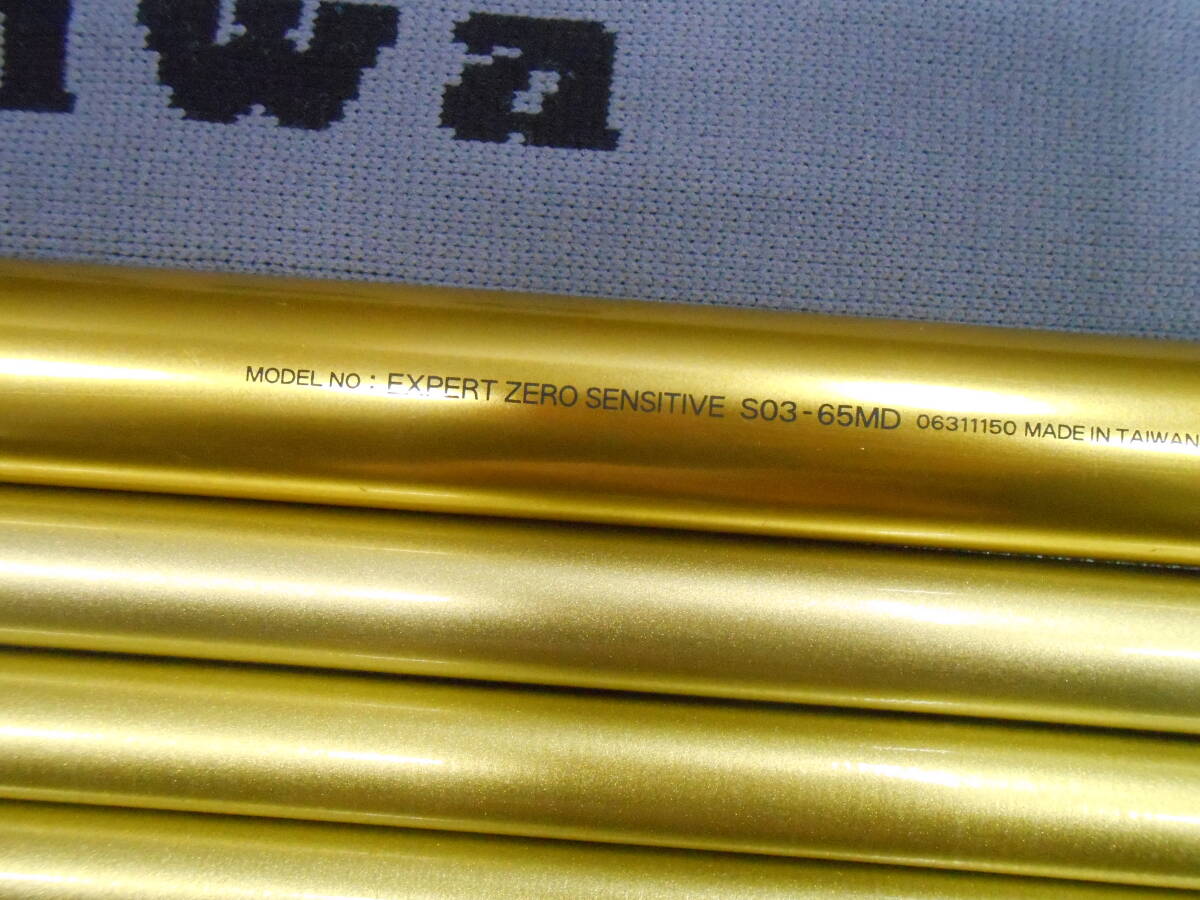 iwa
MODEL NO : EXPERT ZERO SENSITIVE S03-65MD 06311150 MADE IN TAIWAN